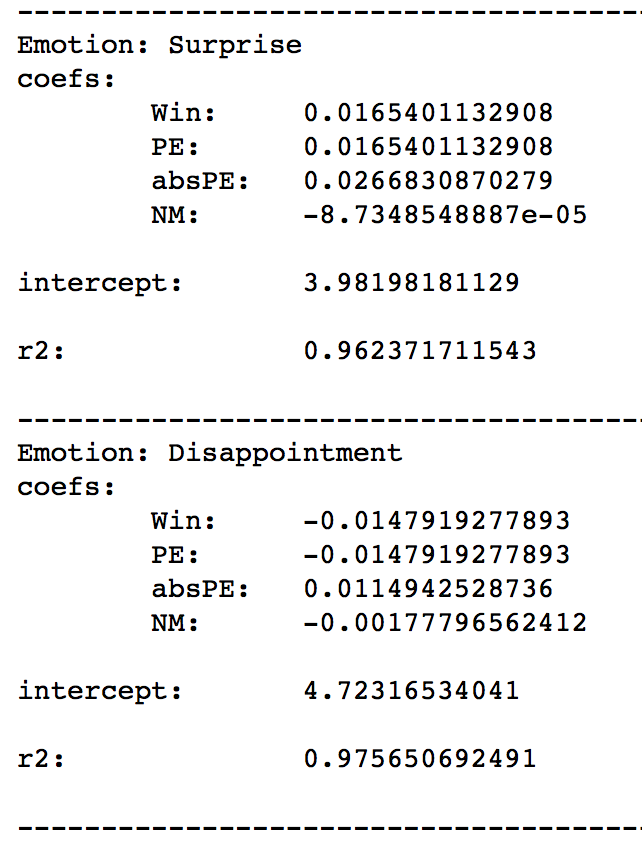 --------------------------------------
Emotion: Surprise
coefs:
Win: 0.0165401132908
PE: 0.0165401132908
absPE: 0.0266830870279
NM: -8.7348548887e-05
intercept: 3.98198181129
r2: 0.962371711543
--------------------------------------
Emotion: Disappointment
coefs:
Win: -0.0147919277893
PE: -0.0147919277893
absPE: 0.0114942528736
NM: -0.00177796562412
intercept: 4.72316534041
r2: 0.975650692491
--------------------------------------